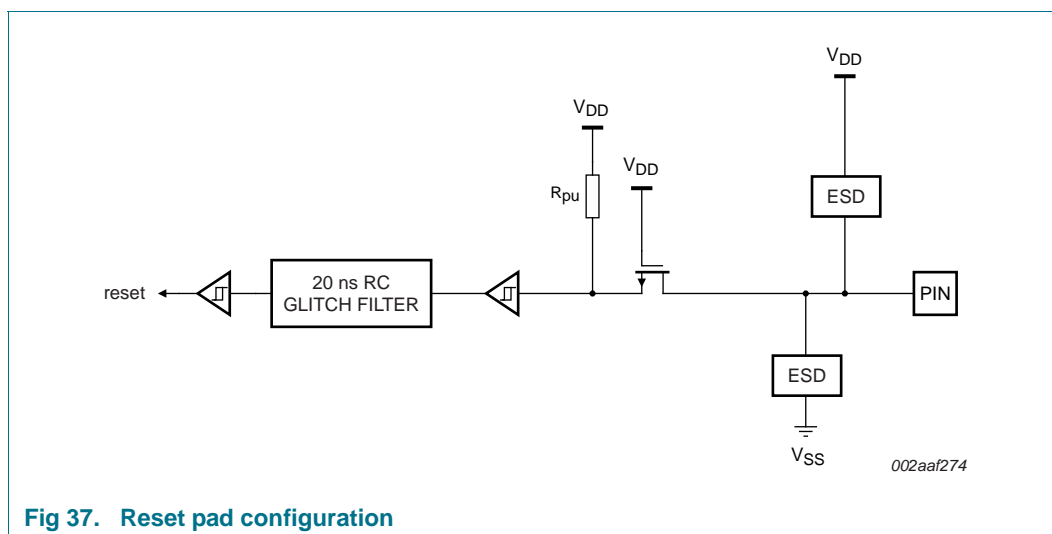 VDD
VDD
VDD
Rpu
ESD
reset
20 ns RC
GLITCH FILTER
PIN
ESD
VSS
002aaf274
Fig 37. Reset pad configuration